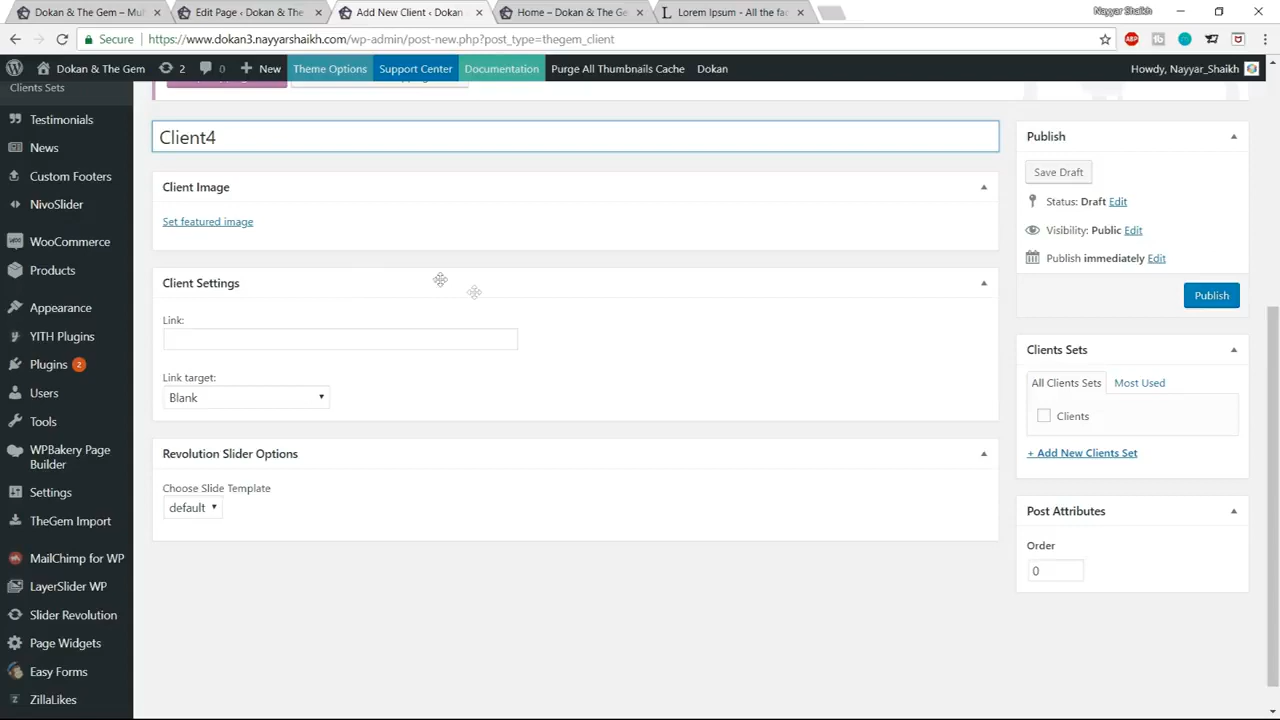 Dokan & The Gem – Mul
Edit Page ‹ Dokan & The
Add New Client ‹ Dokan
Home – Dokan & The Ge
Lorem Ipsum - All the fac
Nayyar Shaikh
Secure
https://www.dokan3.nayyarshaikh.com/wp-admin/post-new.php?post_type=thegem_client
Dokan & The Gem
2
0
New
Theme Options
Support Center
Documentation
Purge All Thumbnails Cache
Dokan
Howdy, Nayyar_Shaikh
Clients Sets
Testimonials
News
Custom Footers
NivoSlider
WooCommerce
Products
Appearance
YITH Plugins
Plugins 2
Users
Tools
WPBakery Page
Builder
Settings
TheGem Import
MailChimp for WP
LayerSlider WP
Slider Revolution
Page Widgets
Easy Forms
ZillaLikes
Client4
Client Image
Set featured image
Client Settings
Link:
Link target:
Blank
Revolution Slider Options
Choose Slide Template
default
Publish
Save Draft
Status: Draft Edit
Visibility: Public Edit
Publish immediately Edit
Publish
Clients Sets
All Clients Sets
Most Used
Clients
+ Add New Clients Set
Post Attributes
Order
0